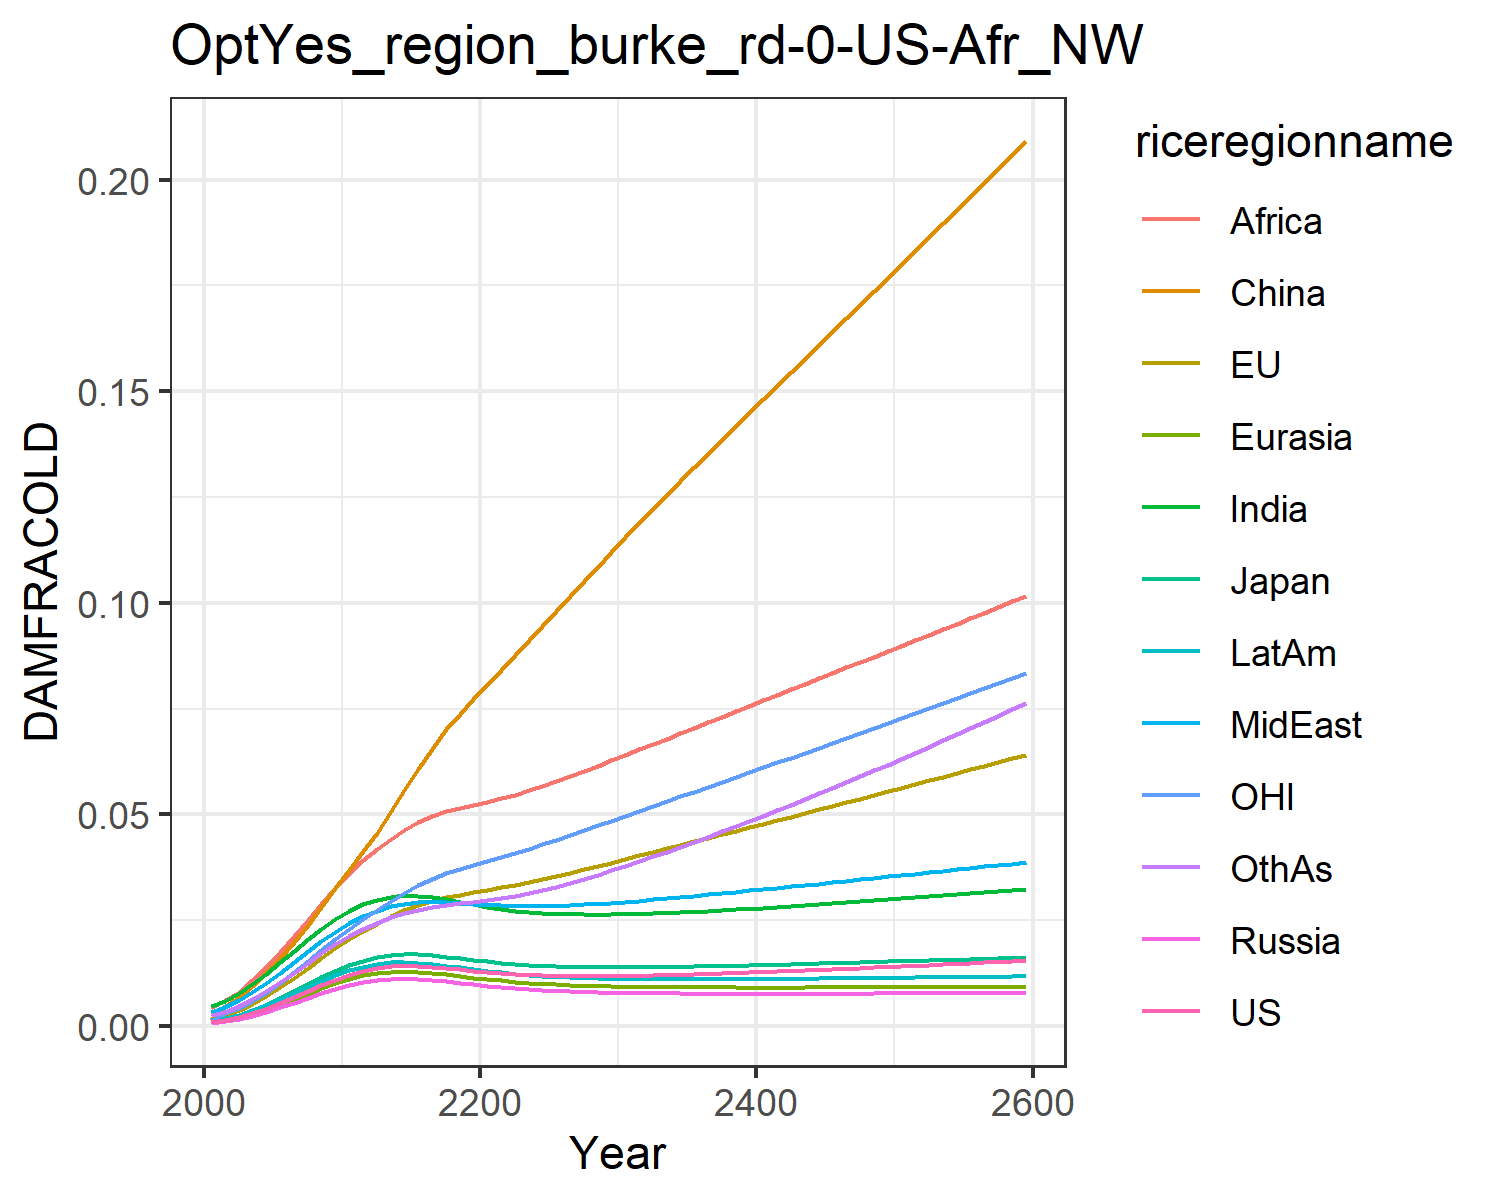 OptYes_region_burke_rd-0-US-Afr_NW
DAMFRACOLD
0.20
0.15
0.10
0.05
0.00
2000 2200 2400 2600
Year
riceregionname
Africa
China
EU
Eurasia
India
Japan
LatAm
MidEast
OHI
OthAs
Russia
US